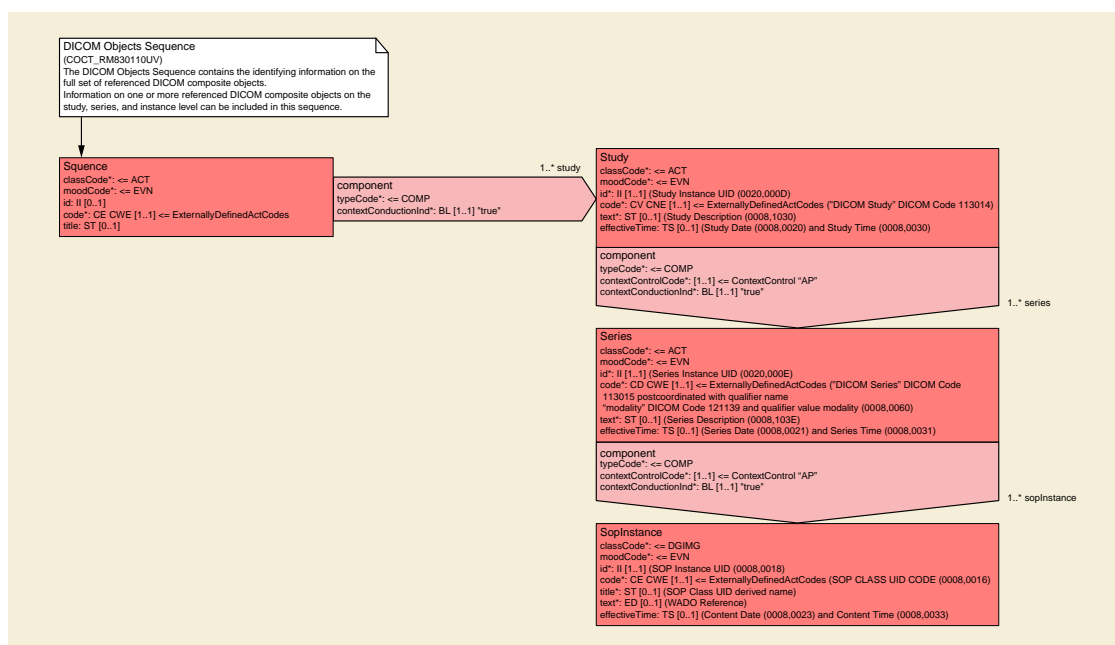 DICOM Objects Sequence
(COCT_RM830110UV)
The DICOM Objects Sequence contains the identifying information on the
full set of referenced DICOM composite objects.
Information on one or more referenced DICOM composite objects on the
study, series, and instance level can be included in this sequence.
Squence
classCode*: <= ACT
moodCode*: <= EVN
id: II [0..1]
code*: CE CWE [1..1] <= ExternallyDefinedActCodes
title: ST [0..1]
1..* study
component
typeCode*: <= COMP
contextConductionInd*: BL [1..1] "true"
Study
classCode*: <= ACT
moodCode*: <= EVN
id*: II [1..1] (Study Instance UID (0020,000D)
code*: CV CNE [1..1] <= ExternallyDefinedActCodes ("DICOM Study" DICOM Code 113014)
text*: ST [0..1] (Study Description (0008,1030)
effectiveTime: TS [0..1] (Study Date (0008,0020) and Study Time (0008,0030)
component
typeCode*: <= COMP
contextControlCode*: [1..1] <= ContextControl “AP”
contextConductionInd*: BL [1..1] "true"
1..* series
Series
classCode*: <= ACT
moodCode*: <= EVN
id*: II [1..1] (Series Instance UID (0020,000E)
code*: CD CWE [1..1] <= ExternallyDefinedActCodes ("DICOM Series" DICOM Code
113015 postcoordinated with qualifier name
“modality” DICOM Code 121139 and qualifier value modality (0008,0060)
text*: ST [0..1] (Series Description (0008,103E)
effectiveTime: TS [0..1] (Series Date (0008,0021) and Series Time (0008,0031)
component
typeCode*: <= COMP
contextControlCode*: [1..1] <= ContextControl “AP”
contextConductionInd*: BL [1..1] "true"
1..* sopInstance
SopInstance
classCode*: <= DGIMG
moodCode*: <= EVN
id*: II [1..1] (SOP Instance UID (0008,0018)
code*: CE CWE [1..1] <= ExternallyDefinedActCodes (SOP CLASS UID CODE (0008,0016)
title*: ST [0..1] (SOP Class UID derived name)
text*: ED [0..1] (WADO Reference)
effectiveTime: TS [0..1] (Content Date (0008,0023) and Content Time (0008,0033)